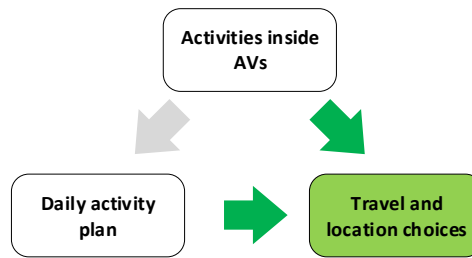 Activities inside
AVs
Daily activity
plan
Travel and
location choices